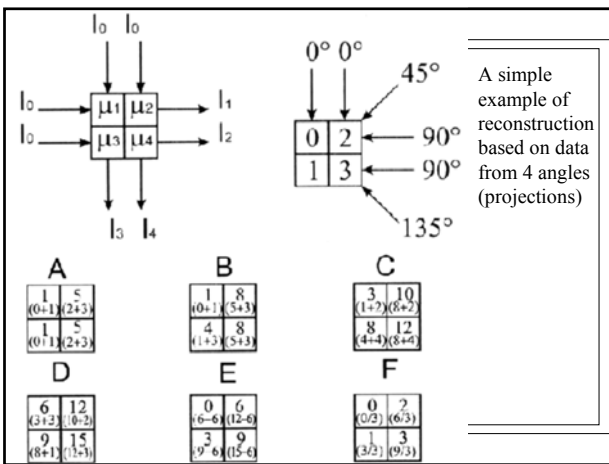 I₀ I₀
0° 0°
45°
I₀ μ₁ μ₂ I₁
I₀ μ₃ μ₄ I₂
I₃ I₄
0 2 90°
1 3 90°
135°
A simple
example of
reconstruction
based on data
from 4 angles
(projections)
A B C
1 5
(0+1) (2+3)
1 5
(0+1) (2+3)
1 8
(0+1) (5+3)
4 8
(1+3) (5+3)
3 10
(1+2) (8+2)
8 12
(4+4) (8+4)
D E F
6 12
(3+3) (10+2)
9 15
(8+1) (12+3)
0 6
(6-6) (12-6)
3 9
(9-6) (15-6)
0 2
(0/3) (6/3)
1 3
(3/3) (9/3)